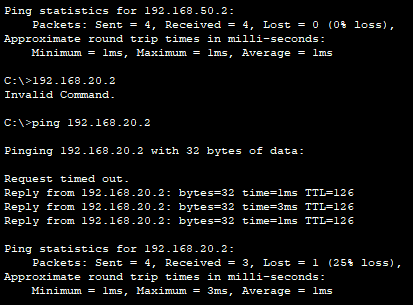 Ping statistics for 192.168.50.2:
Packets: Sent = 4, Received = 4, Lost = 0 (0% loss),
Approximate round trip times in milli-seconds:
Minimum = 1ms, Maximum = 1ms, Average = 1ms
C:\>192.168.20.2
Invalid Command.
C:\>ping 192.168.20.2
Pinging 192.168.20.2 with 32 bytes of data:
Request timed out.
Reply from 192.168.20.2: bytes=32 time=1ms TTL=126
Reply from 192.168.20.2: bytes=32 time=3ms TTL=126
Reply from 192.168.20.2: bytes=32 time=1ms TTL=126
Ping statistics for 192.168.20.2:
Packets: Sent = 4, Received = 3, Lost = 1 (25% loss),
Approximate round trip times in milli-seconds:
Minimum = 1ms, Maximum = 3ms, Average = 1ms